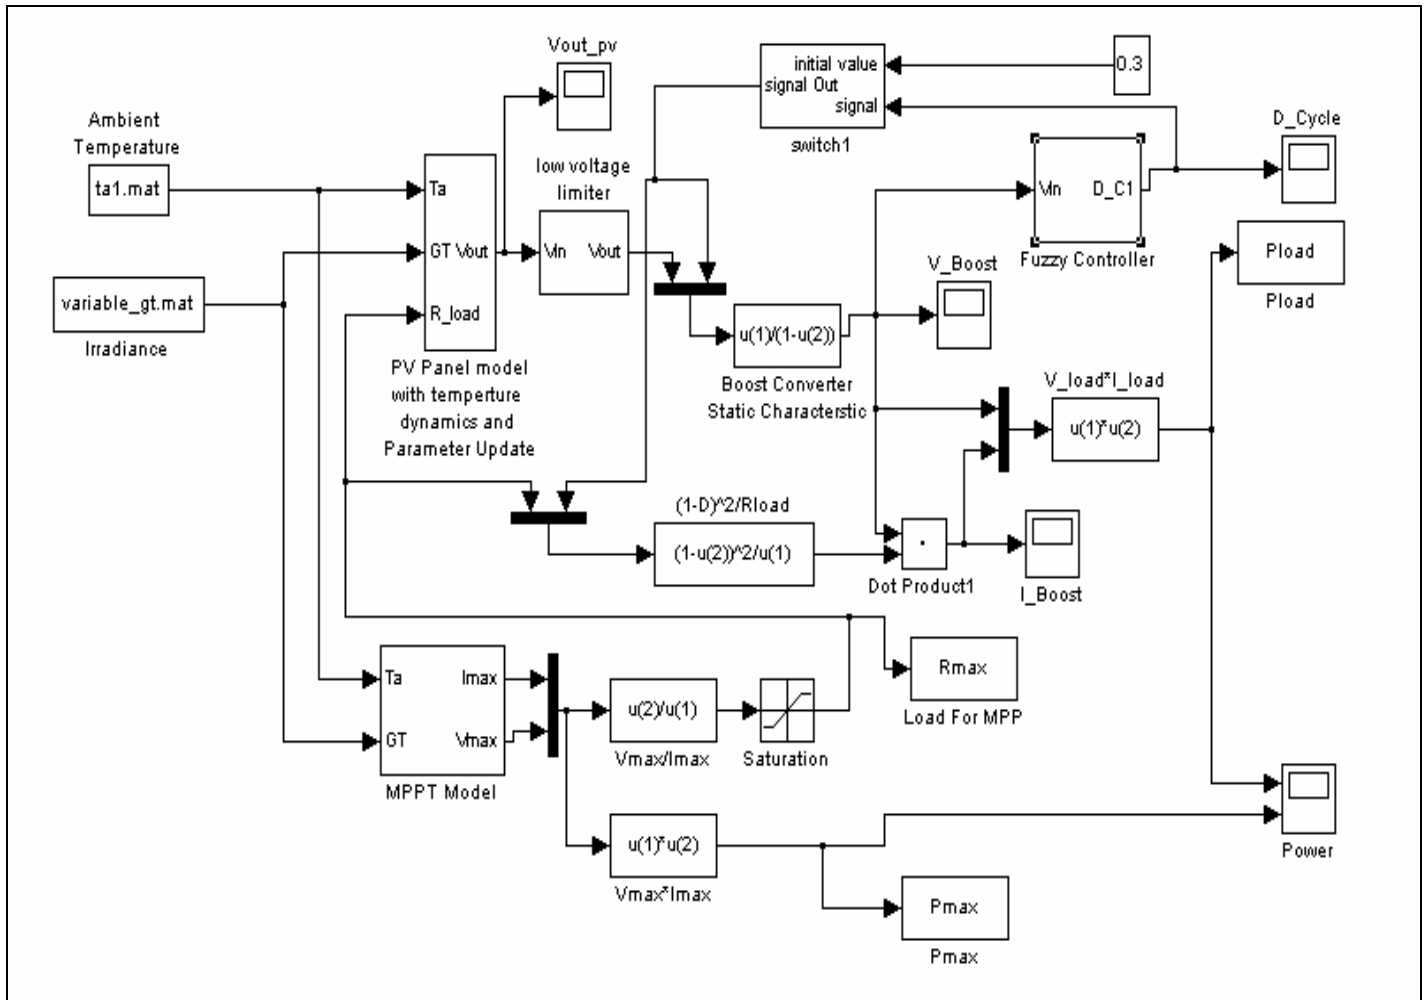 Vout_pv
initial value
signal Out
signal
switch1
0.3
Ambient
Temperature
ta1.mat
D_Cycle
low voltage
limiter
Ta
GT Vout
R_load
Vin Vout
Vin D_C1
Fuzzy Controller
Pload
Pload
variable_gt.mat
Irradiance
V_Boost
PV Panel model
with temperture
dynamics and
Parameter Update
u(1)/(1-u(2))
Boost Converter
Static Characterstic
V_load*I_load
u(1)*u(2)
(1-D)^2/Rload
(1-u(2))^2/u(1)
Dot Product1
I_Boost
Ta Imax
GT Vmax
MPPT Model
u(2)/u(1)
Vmax/Imax
Saturation
Rmax
Load For MPP
u(1)*u(2)
Vmax*Imax
Power
Pmax
Pmax